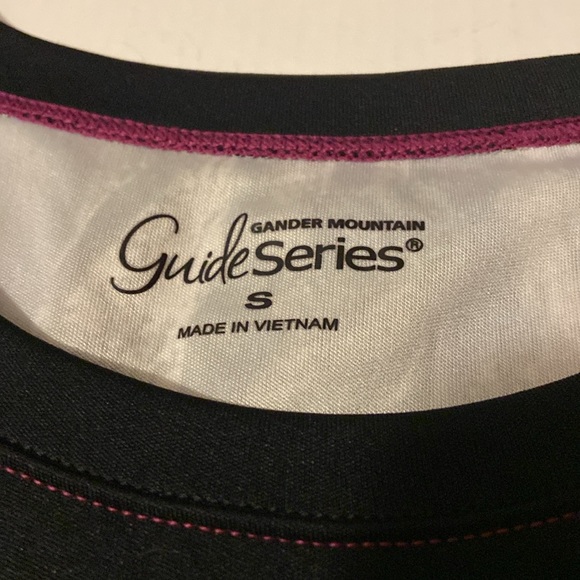 GANDER MOUNTAIN
GuideSeries®
S
MADE IN VIETNAM